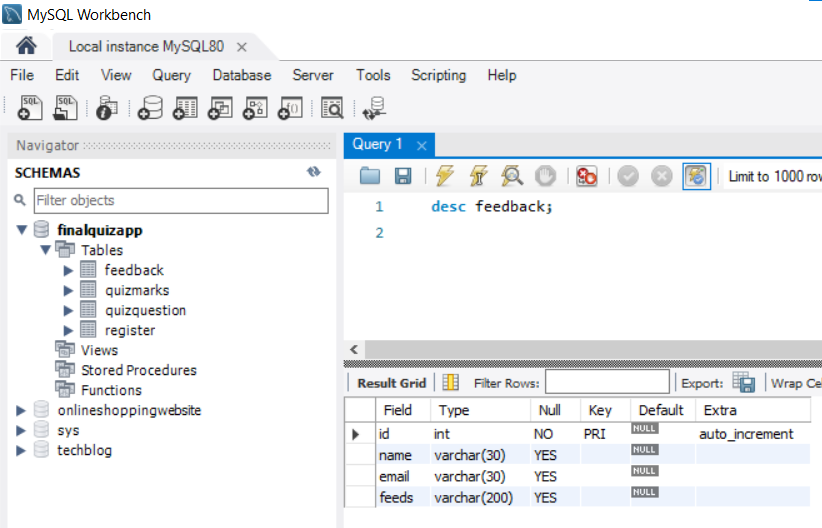 MySQL Workbench
Local instance MySQL80
File Edit View Query Database Server Tools Scripting Help
Navigator
SCHEMAS
Filter objects
finalquizapp
Tables
feedback
quizmarks
quizquestion
register
Views
Stored Procedures
Functions
onlineshoppingwebsite
sys
techblog
Query 1
Limit to 1000 row
1 desc feedback;
2
Result Grid Filter Rows: Export: Wrap Cel
Field Type Null Key Default Extra
id int NO PRI NULL auto_increment
name varchar(30) YES NULL
email varchar(30) YES NULL
feeds varchar(200) YES NULL